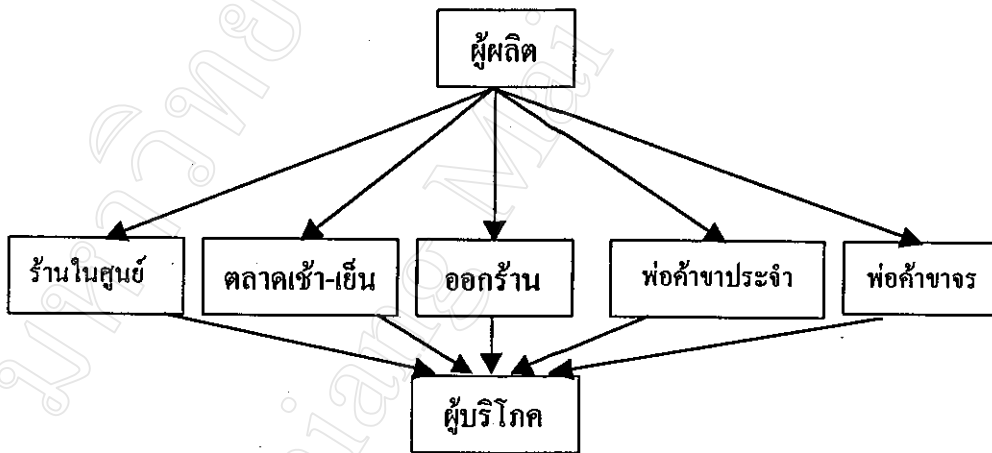 ผู้ผลิต
ร้านในศูนย์
ตลาดเช้า-เย็น
ออกร้าน
พ่อค้าขาประจำ
พ่อค้าขาจร
ผู้บริโภค